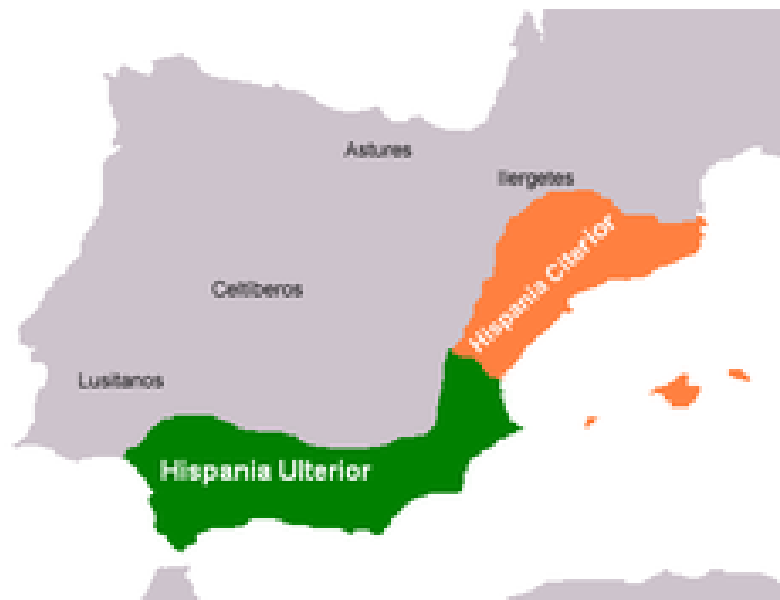 Astures
Ilergetes
Hispania Citerior
Celtiberos
Lusitanos
Hispania Ulterior